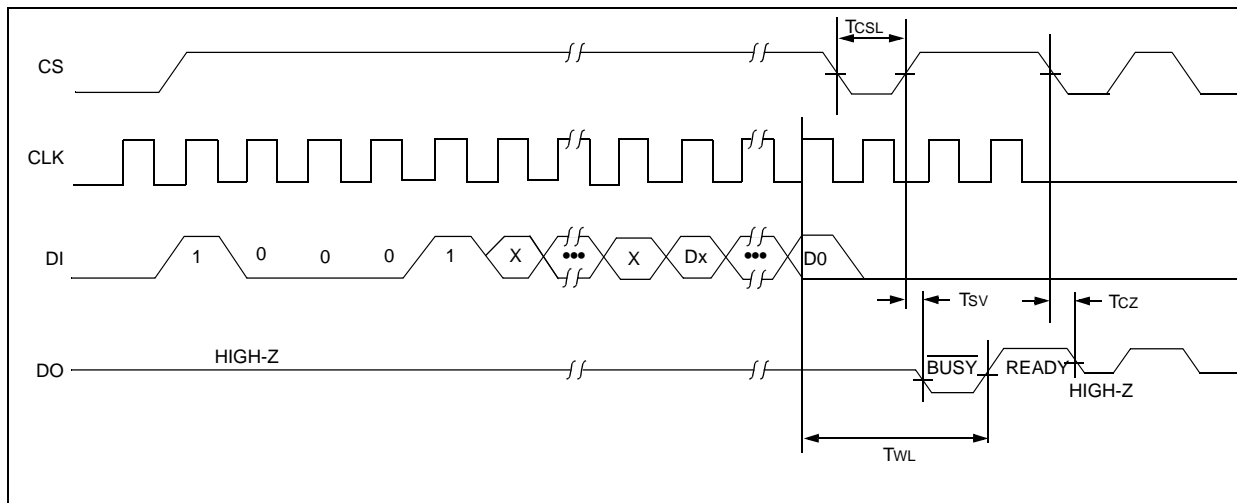 TCSL
CS
CLK
DI
1 0 0 0 1 X ••• X Dx ••• D0
TSV
TCZ
HIGH-Z
DO
BUSY READY
HIGH-Z
TWL